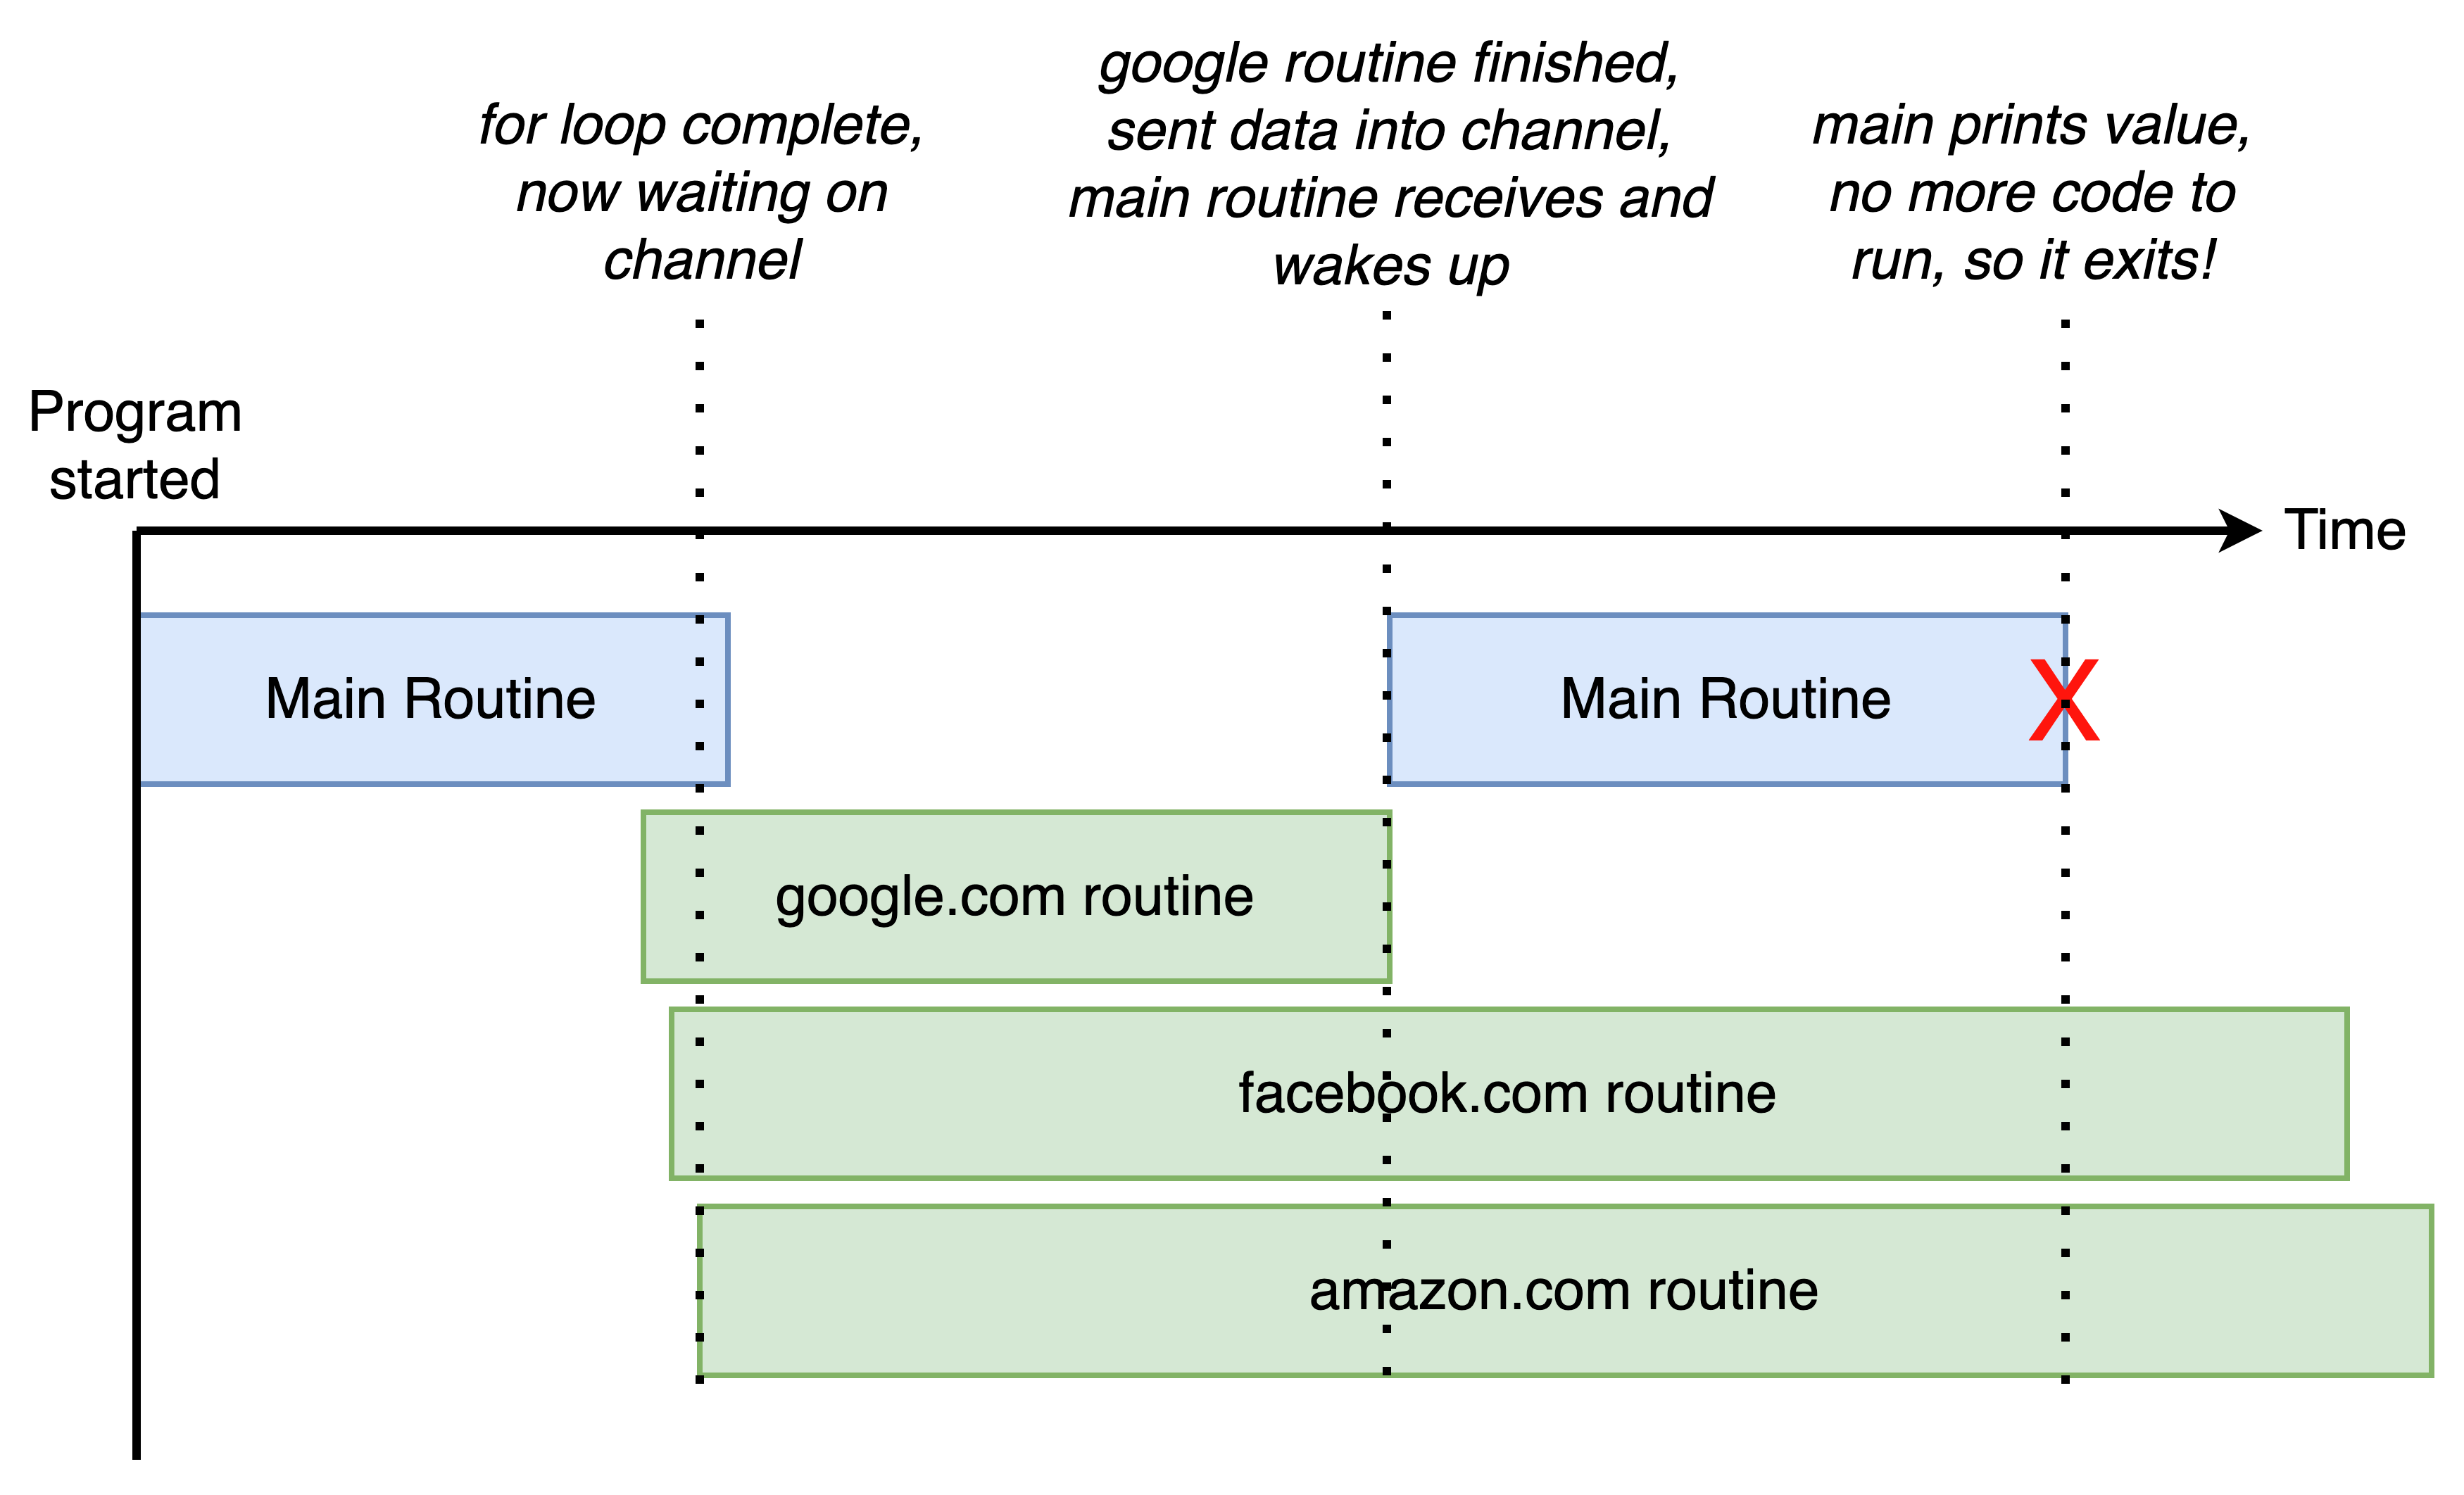 for loop complete,
now waiting on
channel
google routine finished,
sent data into channel,
main routine receives and
wakes up
main prints value,
no more code to
run, so it exits!
Program
started
Time
Main Routine
Main Routine
X
google.com routine
facebook.com routine
amazon.com routine